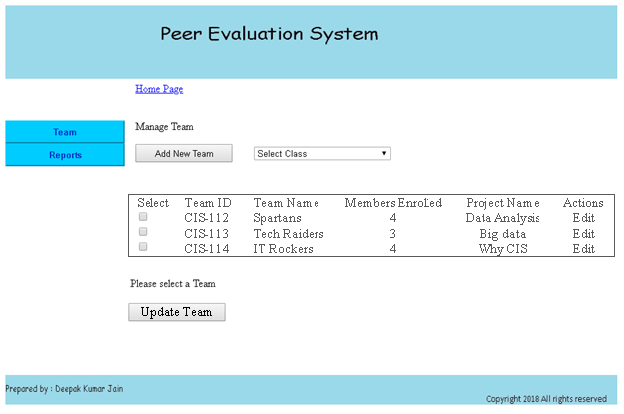 Peer Evaluation System
Home Page
Team
Reports
Manage Team
Add New Team Select Class
Select Team ID Team Name Members Enrolled Project Name Actions
CIS-112 Spartans 4 Data Analysis Edit
CIS-113 Tech Raiders 3 Big data Edit
CIS-114 IT Rockers 4 Why CIS Edit
Please select a Team
Update Team
Prepared by : Deepak Kumar Jain
Copyright 2018 All rights reserved